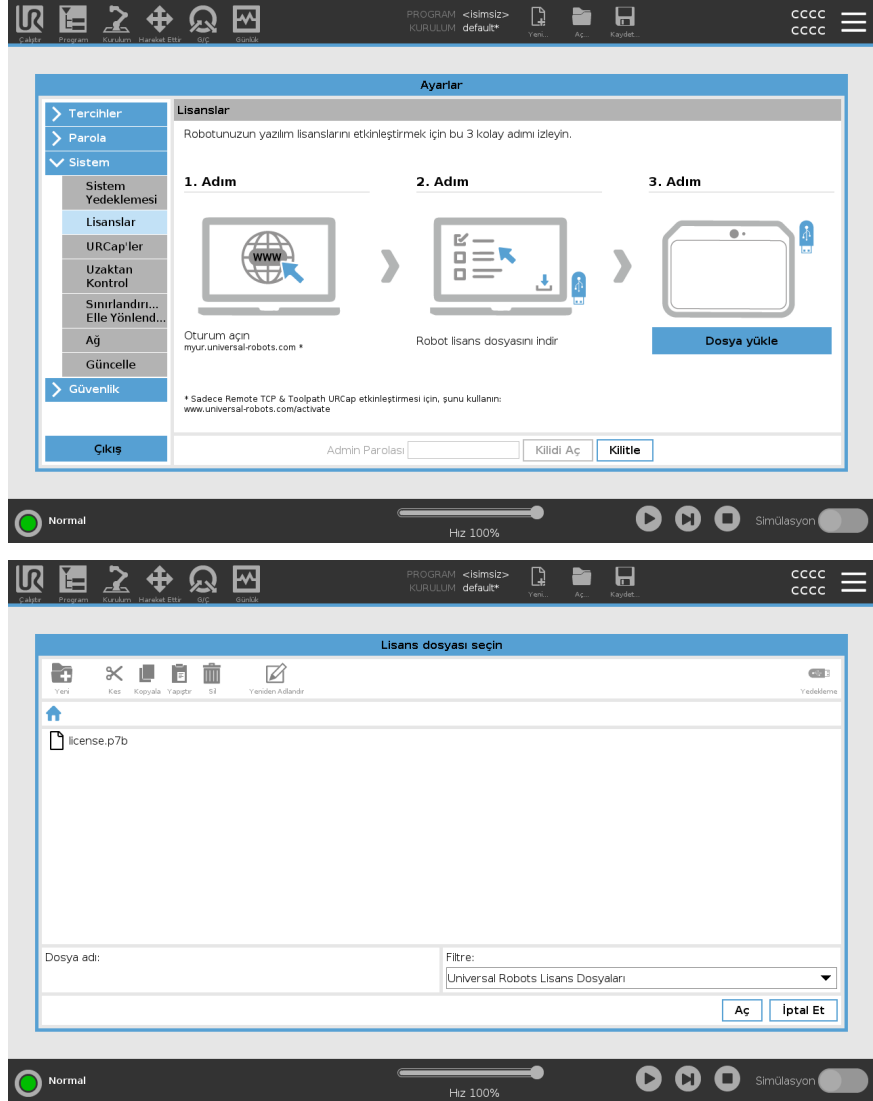 PROGRAM <isimsiz>
KURULUM default*
Çalıştır Program Kurulum Hareket Ettir G/Ç Günlük
Yeni... Aç... Kaydet...
CCCC
CCCC
Ayarlar
Tercihler
Parola
Sistem
Sistem
Yedeklemesi
Lisanslar
URCap'ler
Uzaktan
Kontrol
Sınırlandırı...
Elle Yönlend...
Ağ
Güncelle
Güvenlik
Çıkış
Lisanslar
Robotunuzun yazılım lisanslarını etkinleştirmek için bu 3 kolay adımı izleyin.
1. Adım
2. Adım
3. Adım
WWW
Oturum açın
myur.universal-robots.com *
Robot lisans dosyasını indir
Dosya yükle
* Sadece Remote TCP & Toolpath URCap etkinleştirmesi için, şunu kullanın:
www.universal-robots.com/activate
Admin Parolası
Kilidi Aç
Kilitle
Normal
Hız 100%
Simülasyon
PROGRAM <isimsiz>
KURULUM default*
Çalıştır Program Kurulum Hareket Ettir G/Ç Günlük
Yeni... Aç... Kaydet...
CCCC
CCCC
Lisans dosyası seçin
Yeni Kes Kopyala Yapıştır Sil Yeniden Adlandır Yedekleme
license.p7b
Dosya adı:
Filtre:
Universal Robots Lisans Dosyaları
Aç
İptal Et
Normal
Hız 100%
Simülasyon